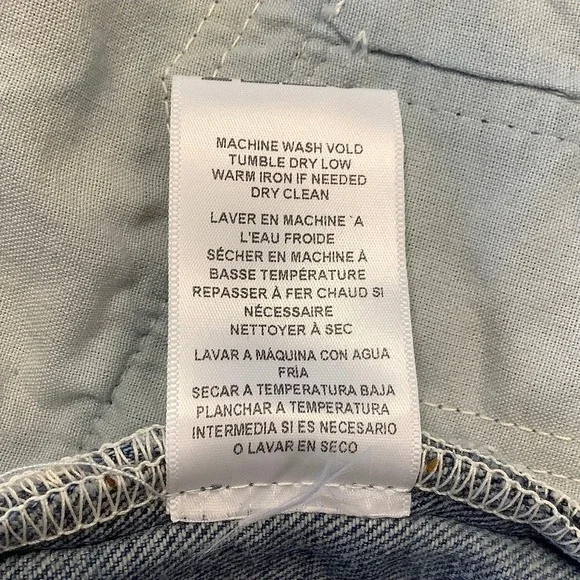 MACHINE WASH VOLD
TUMBLE DRY LOW
WARM IRON IF NEEDED
DRY CLEAN
LAVER EN MACHINE `A
L'EAU FROIDE
SÉCHER EN MACHINE À
BASSE TEMPÉRATURE
REPASSER À FER CHAUD SI
NÉCESSAIRE
NETTOYER À SEC
LAVAR A MÁQUINA CON AGUA
FRÍA
SECAR A TEMPERATURA BAJA
PLANCHAR A TEMPERATURA
INTERMEDIA SI ES NECESARIO
O LAVAR EN SECO